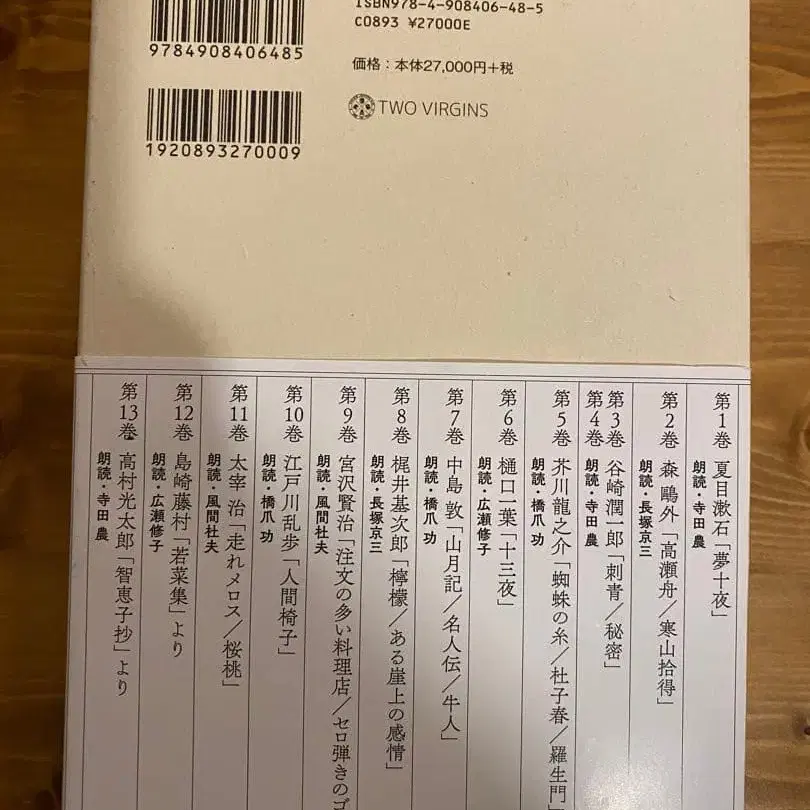 ISBN978-4-908406-48-5
C0893 ¥27000E
9784908406485
価格：本体27,000円+税
TWO VIRGINS
1920893270009
第1巻 夏目漱石「夢十夜」
朗読・寺田 農
第2巻 森 鷗外「高瀬舟／寒山拾得」
朗読・長塚京三
第3巻 谷崎潤一郎「刺青／秘密」
第4巻 朗読・寺田 農
第5巻 芥川龍之介「蜘蛛の糸／杜子春／羅生門」
朗読・橋爪 功
第6巻 樋口一葉「十三夜」
朗読・広瀬修子
第7巻 中島 敦「山月記／名人伝／牛人」
朗読・橋爪 功
第8巻 梶井基次郎「檸檬／ある崖上の感情」
朗読・長塚京三
第9巻 宮沢賢治「注文の多い料理店／セロ弾きのゴ
朗読・風間杜夫
第10巻 江戸川乱歩「人間椅子」
朗読・橋爪 功
第11巻 太宰 治「走れメロス／桜桃」
朗読・風間杜夫
第12巻 島崎藤村「若菜集」より
朗読・広瀬修子
第13巻 高村光太郎「智恵子抄」より
朗読・寺田 農